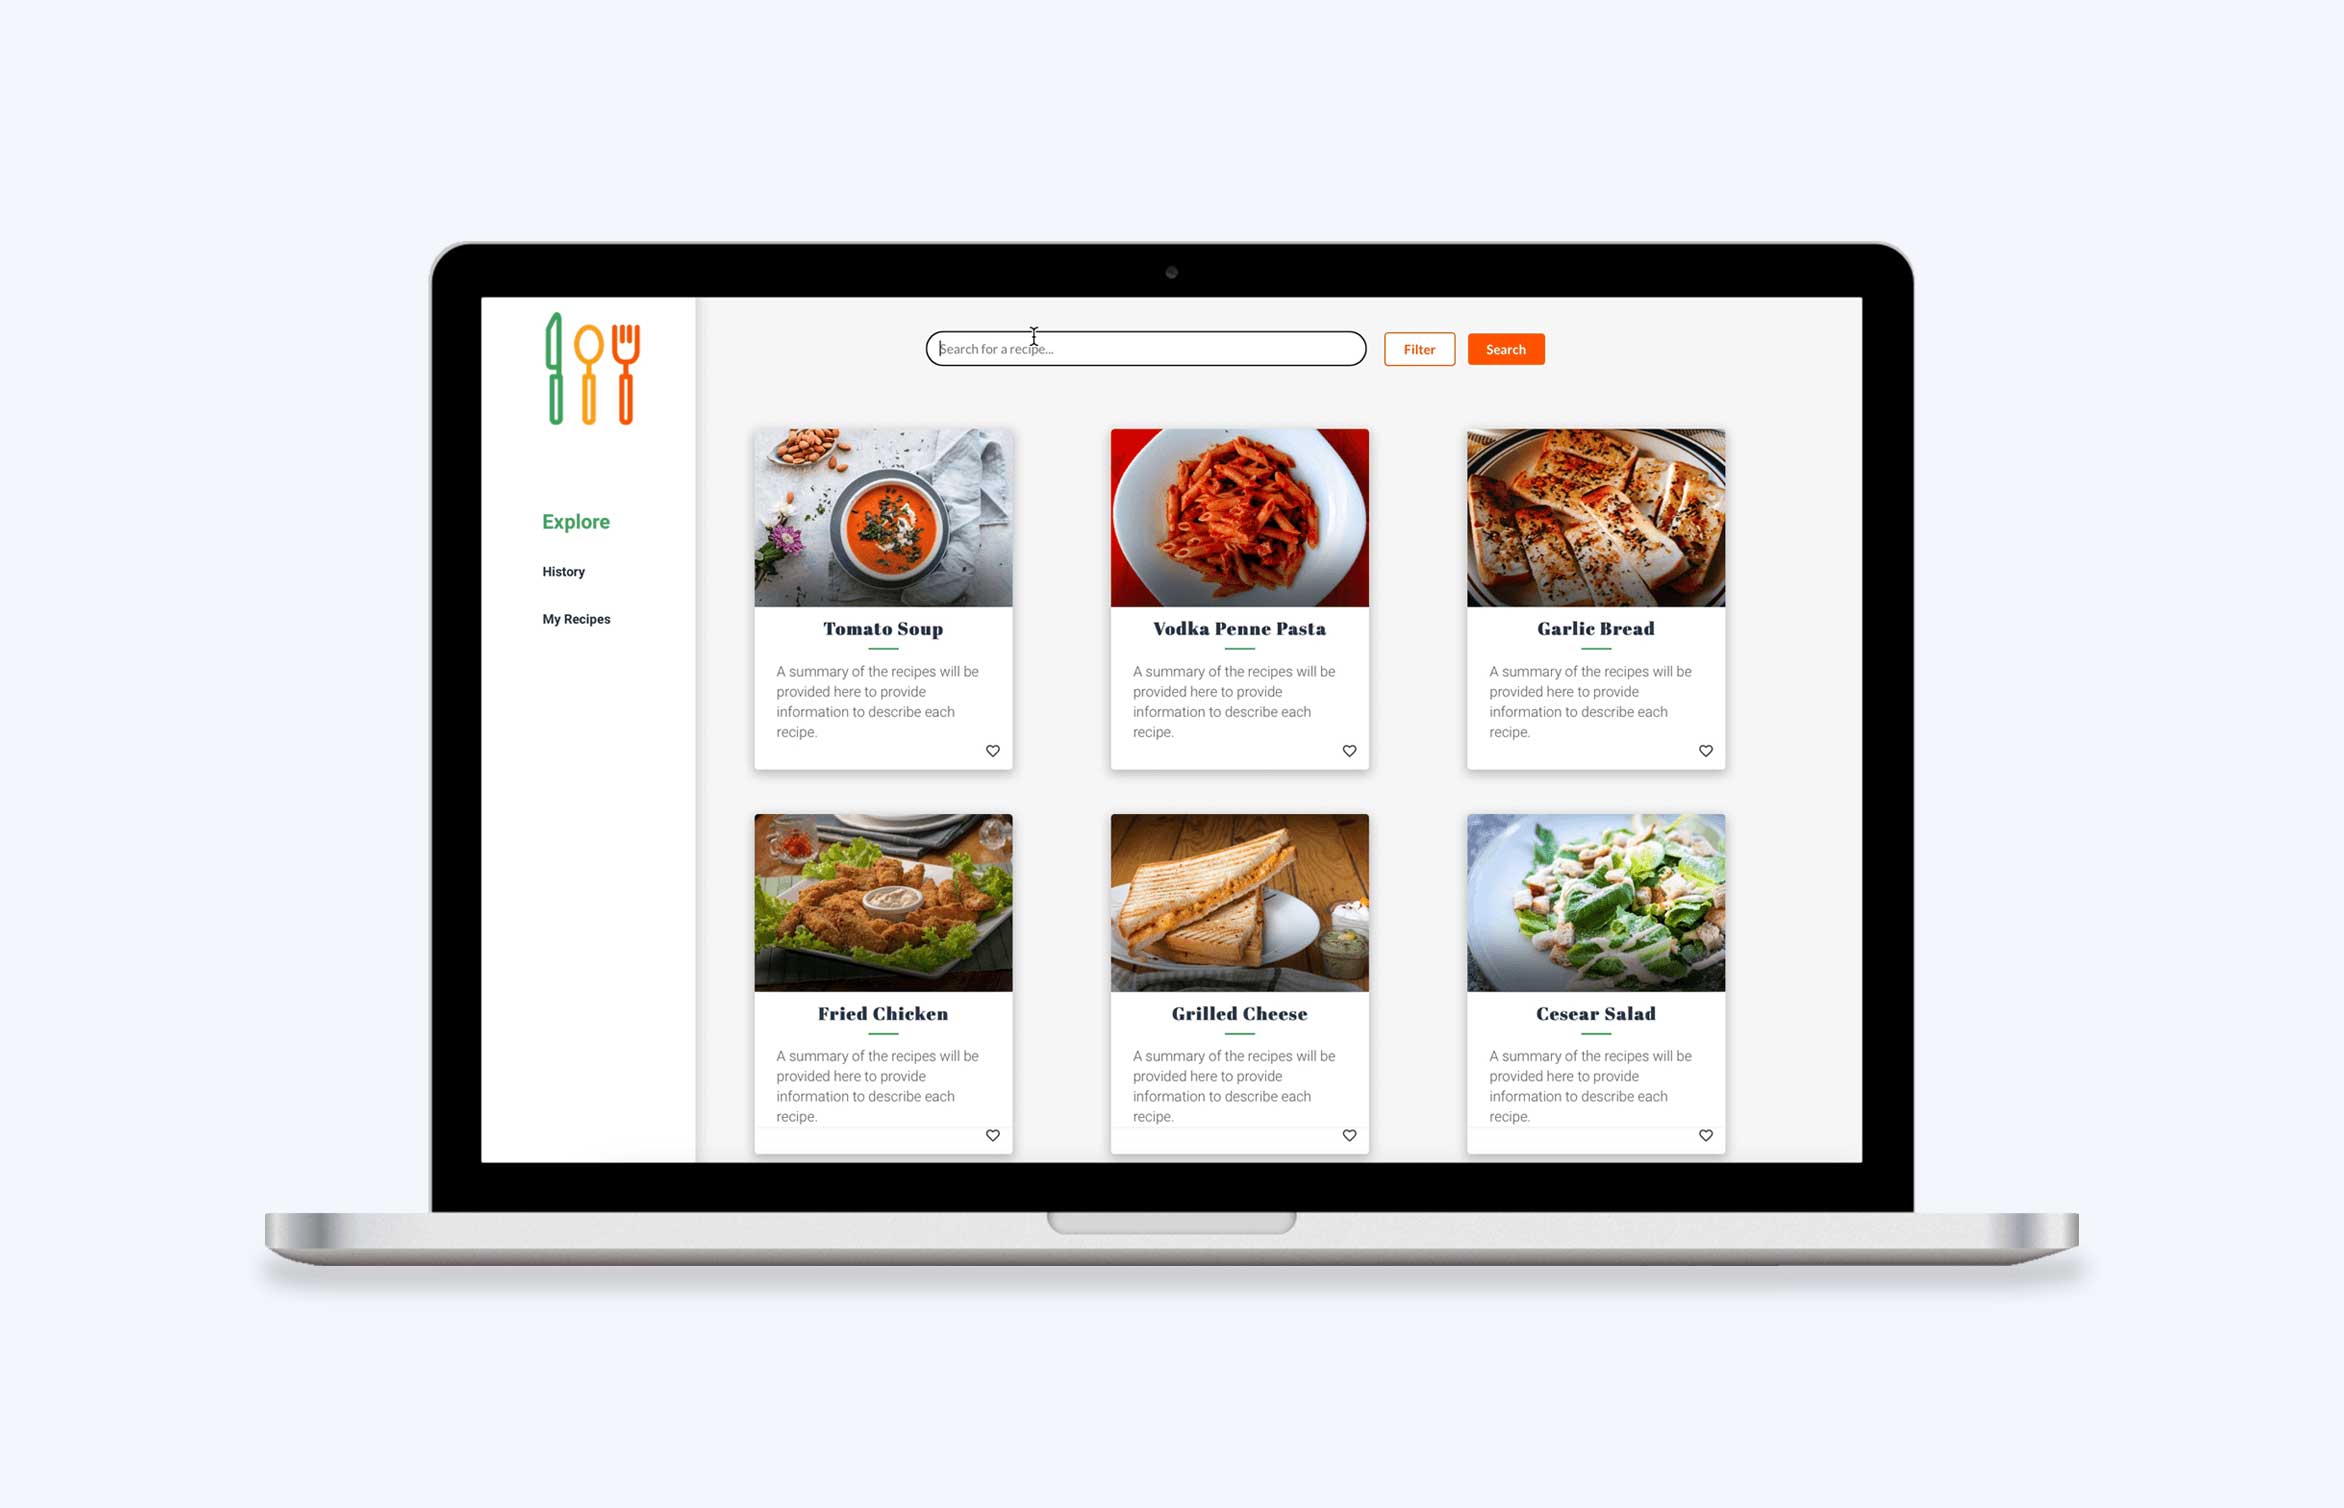 Search for a recipe...
Filter
Search
Explore
History
My Recipes
Tomato Soup
A summary of the recipes will be
provided here to provide
information to describe each
recipe.
Vodka Penne Pasta
A summary of the recipes will be
provided here to provide
information to describe each
recipe.
Garlic Bread
A summary of the recipes will be
provided here to provide
information to describe each
recipe.
Fried Chicken
A summary of the recipes will be
provided here to provide
information to describe each
recipe.
Grilled Cheese
A summary of the recipes will be
provided here to provide
information to describe each
recipe.
Cesear Salad
A summary of the recipes will be
provided here to provide
information to describe each
recipe.